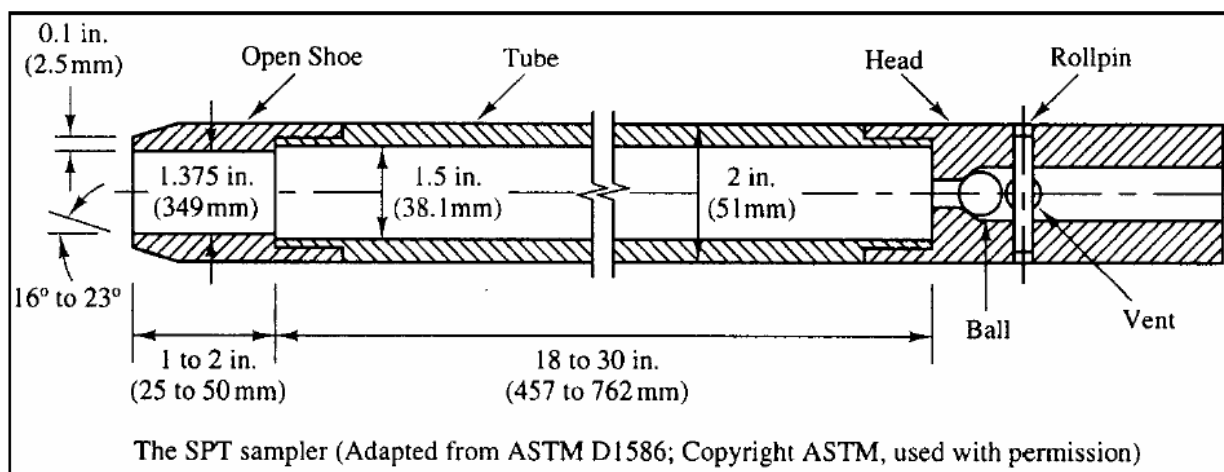 0.1 in.
(2.5mm)
Open Shoe
Tube
Head
Rollpin
1.375 in.
(349mm)
1.5 in.
(38.1mm)
2 in.
(51mm)
16° to 23°
Ball
Vent
1 to 2 in.
(25 to 50mm)
18 to 30 in.
(457 to 762mm)
The SPT sampler (Adapted from ASTM D1586; Copyright ASTM, used with permission)